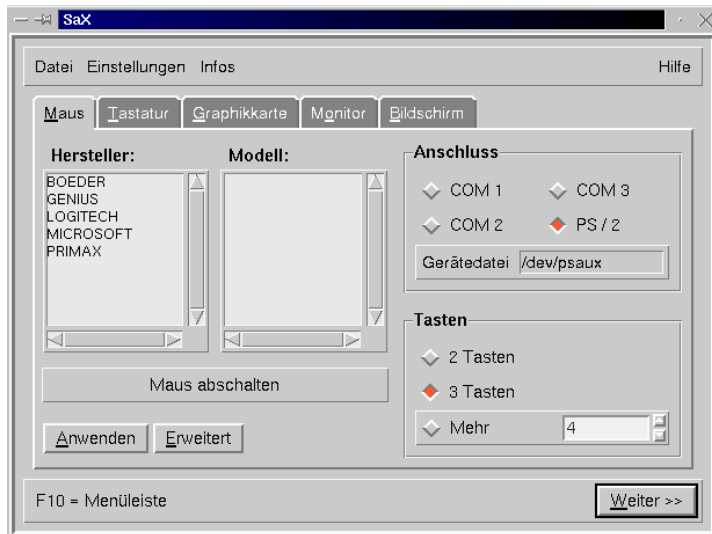 SaX
Datei Einstellungen Infos Hilfe
Maus Tastatur Graphikkarte Monitor Bildschirm
Hersteller:
BOEDER
GENIUS
LOGITECH
MICROSOFT
PRIMAX
Modell:
Maus abschalten
Anwenden Erweitert
Anschluss
COM 1 COM 3
COM 2 PS / 2
Gerätedatei /dev/psaux
Tasten
2 Tasten
3 Tasten
Mehr 4
F10 = Menüleiste Weiter >>